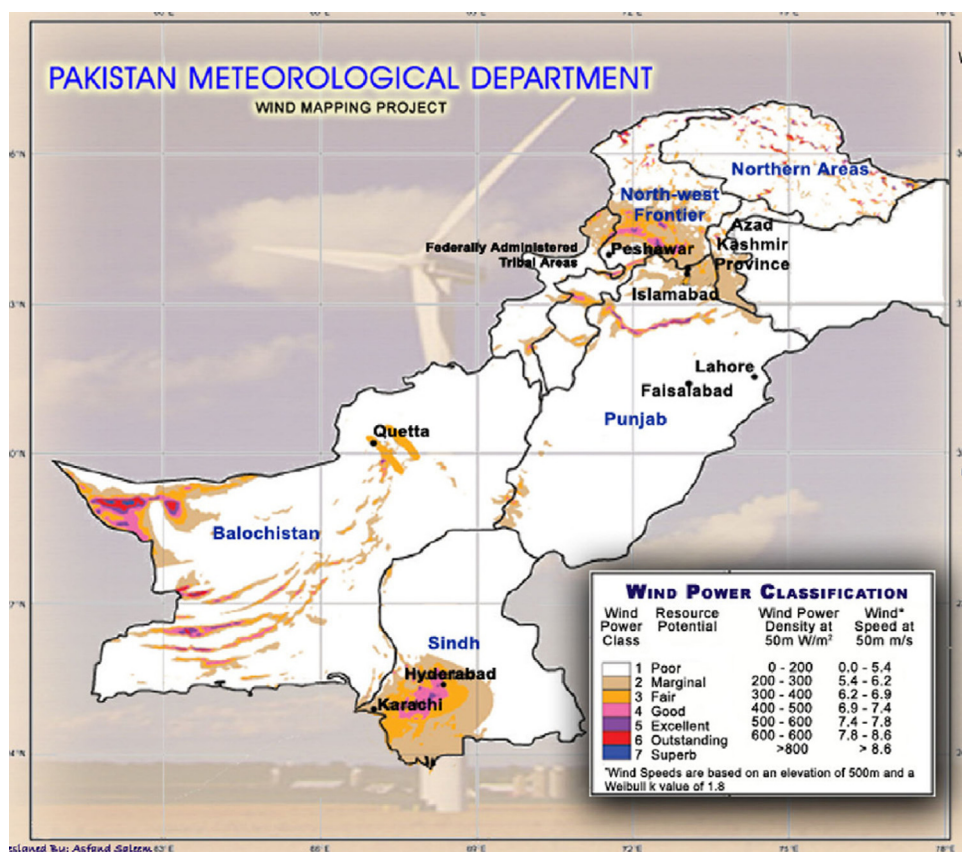 PAKISTAN METEOROLOGICAL DEPARTMENT
WIND MAPPING PROJECT
Northern Areas
North-west
Frontier
Azad
Kashmir
Province
Federally Administered
Tribal Areas
Peshawar
Islamabad
Lahore
Faisalabad
Punjab
Quetta
Balochistan
Sindh
Hyderabad
Karachi
WIND POWER CLASSIFICATION
Wind Power Class Resource Potential Wind Power Density at 50m W/m² Wind* Speed at 50m m/s
1 Poor 0 - 200 0.0 - 5.4
2 Marginal 200 - 300 5.4 - 6.2
3 Fair 300 - 400 6.2 - 6.9
4 Good 400 - 500 6.9 - 7.4
5 Excellent 500 - 600 7.4 - 7.8
6 Outstanding 600 - 600 7.8 - 8.6
7 Superb >800 > 8.6
*Wind Speeds are based on an elevation of 500m and a
Weibull k value of 1.8
69°E